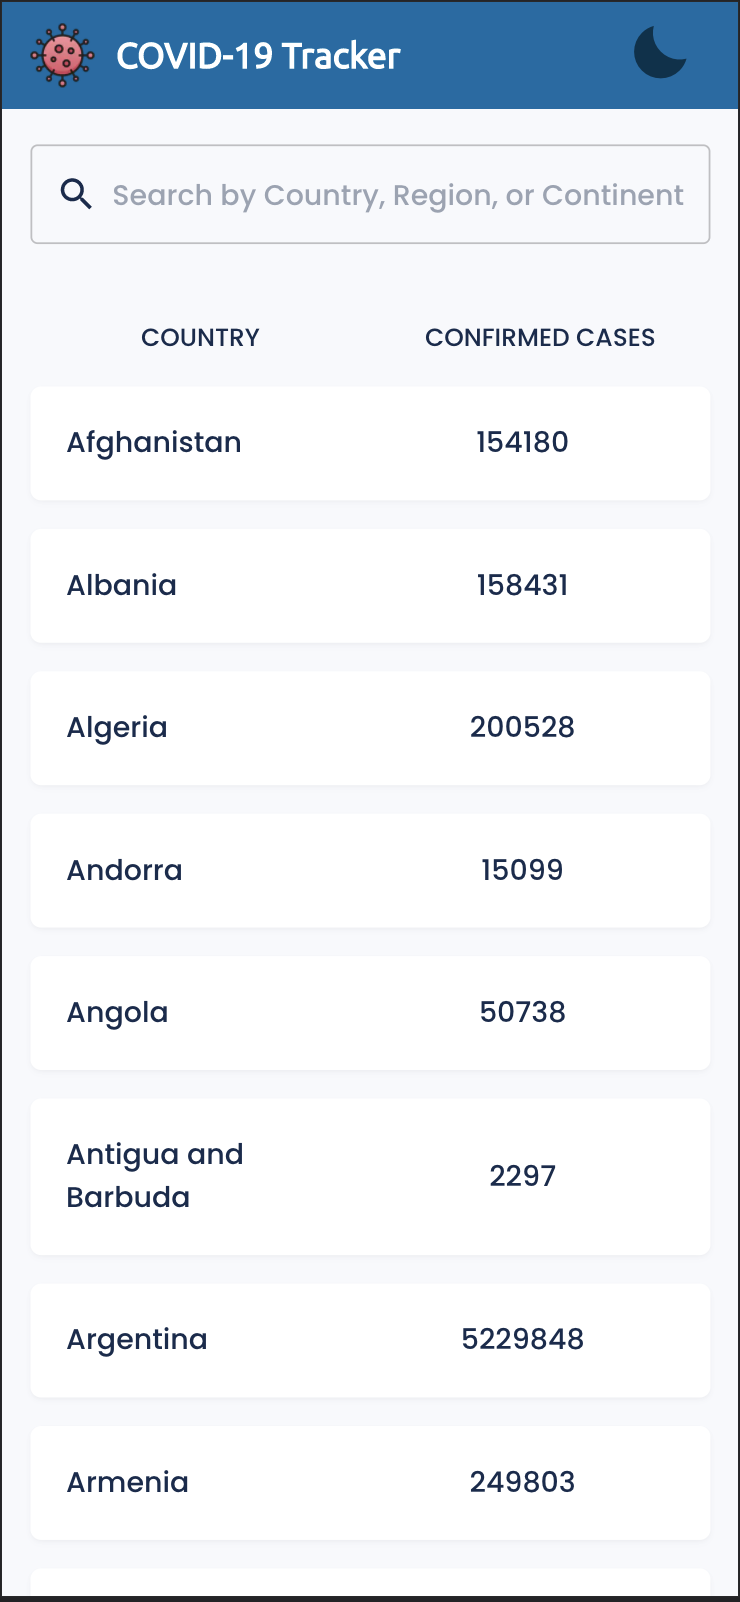 COVID-19 Tracker
Search by Country, Region, or Continent
COUNTRY CONFIRMED CASES
Afghanistan 154180
Albania 158431
Algeria 200528
Andorra 15099
Angola 50738
Antigua and
Barbuda 2297
Argentina 5229848
Armenia 249803